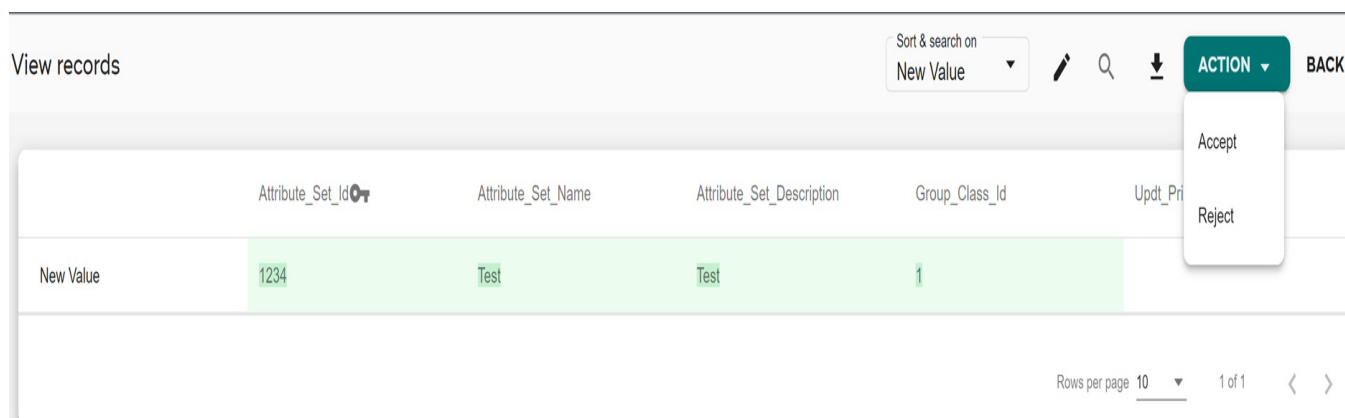 View records
Sort & search on
New Value
ACTION
BACK
Accept
Reject
Attribute_Set_Id Attribute_Set_Name Attribute_Set_Description Group_Class_Id Updt_Pri
New Value 1234 Test Test 1
Rows per page 10 1 of 1